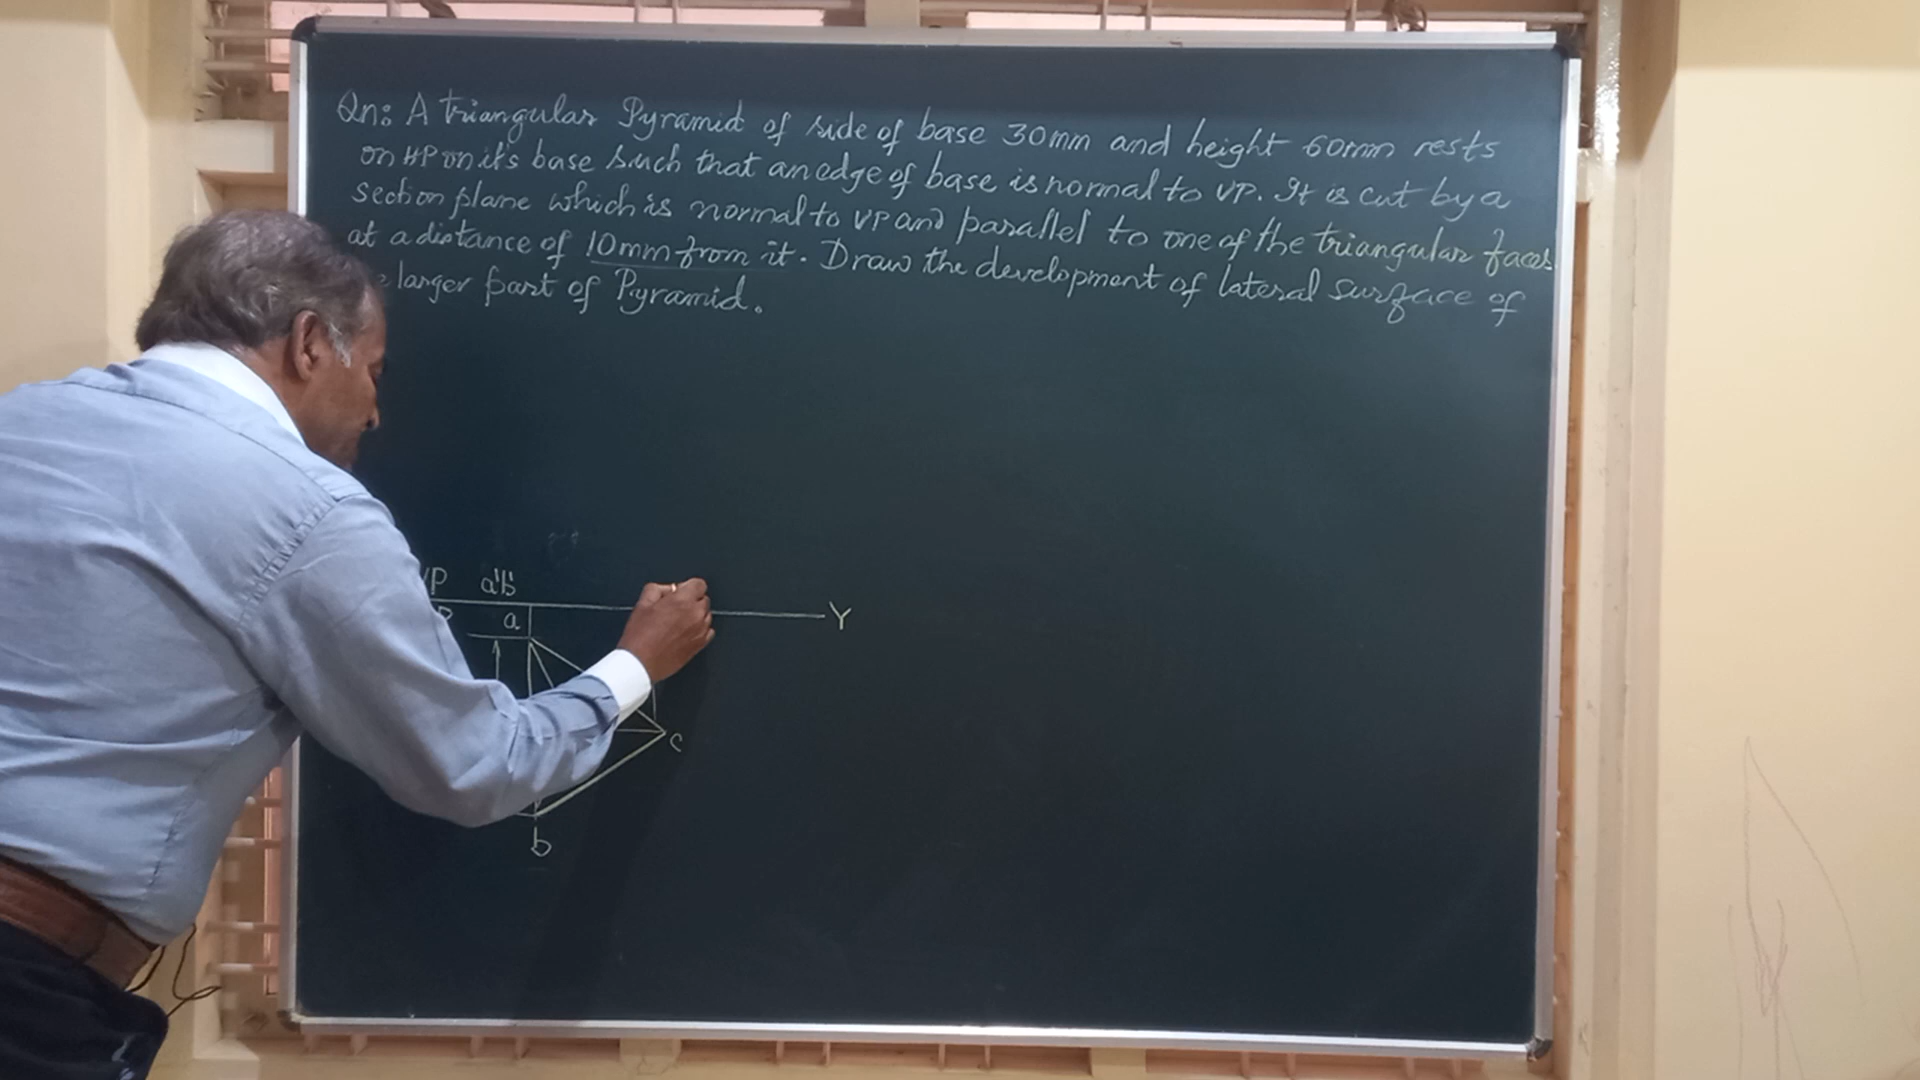 Qn: A triangular Pyramid of side of base 30mm and height 60mm rests
on HP on its base such that an edge of base is normal to VP. It is cut by a
section plane which is normal to VP and parallel to one of the triangular faces
at a distance of 10mm from it. Draw the development of lateral surface of
larger part of Pyramid.
VP a'b'
a Y
c
b